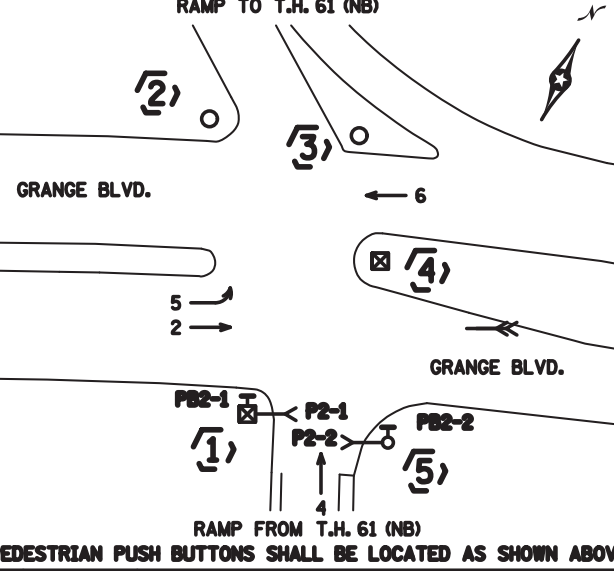 RAMP TO T.H. 61 (NB)
N
2
3
GRANGE BLVD.
6
4
5
2
GRANGE BLVD.
PB2-1
P2-1
PB2-2
P2-2
1
5
4
RAMP FROM T.H. 61 (NB)
EDESTRIAN PUSH BUTTONS SHALL BE LOCATED AS SHOWN ABOV